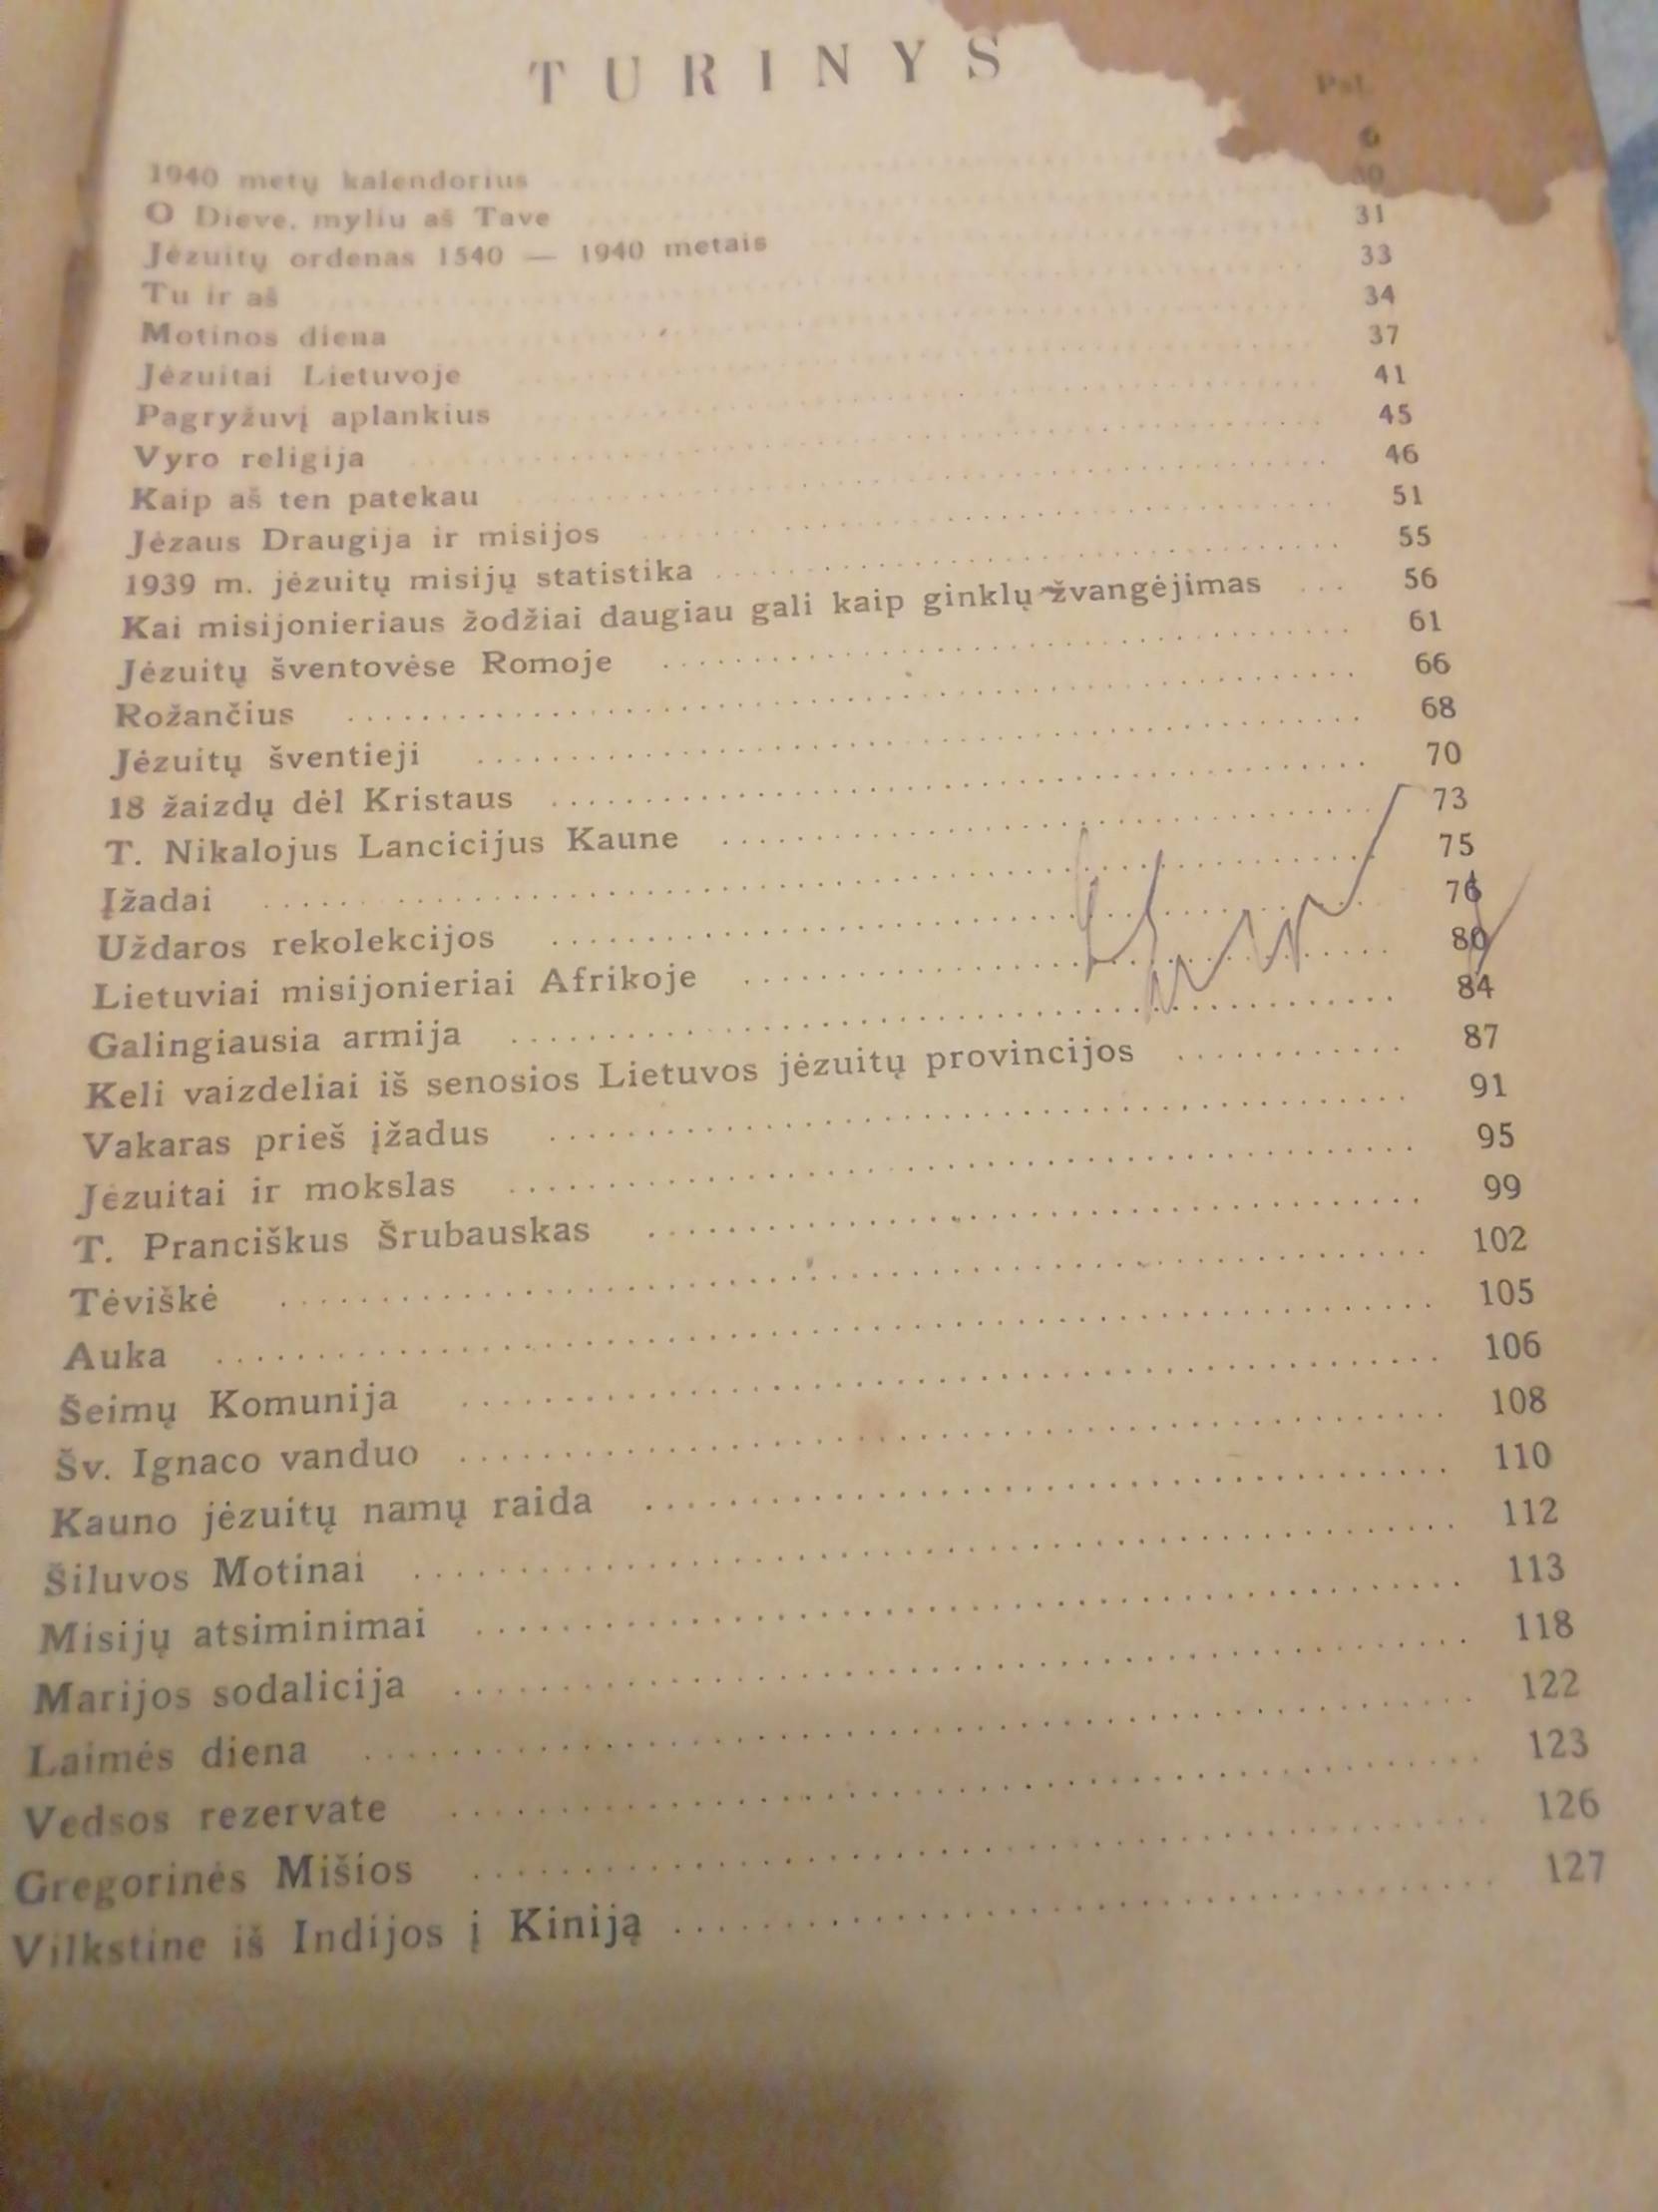 TURINYS
Psl.
1940 metų kalendorius 6
O Dieve, myliu aš Tave 30
Jėzuitų ordenas 1540 — 1940 metais 31
Tu ir aš 33
Motinos diena 34
Jėzuitai Lietuvoje 37
Pagryžuvį aplankius 41
Vyro religija 45
Kaip aš ten patekau 46
Jėzaus Draugija ir misijos 51
1939 m. jėzuitų misijų statistika 55
Kai misijonieriaus žodžiai daugiau gali kaip ginklų žvangėjimas 56
Jėzuitų šventovėse Romoje 61
Rožančius 66
Jėzuitų šventieji 68
18 žaizdų dėl Kristaus 70
T. Nikalojus Lancicijus Kaune 73
Įžadai 75
Uždaros rekolekcijos 76
Lietuviai misijonieriai Afrikoje 80
Galingiausia armija 84
Keli vaizdeliai iš senosios Lietuvos jėzuitų provincijos 87
Vakaras prieš įžadus 91
Jėzuitai ir mokslas 95
T. Pranciškus Šrubauskas 99
Tėviškė 102
Auka 105
Šeimų Komunija 106
Šv. Ignaco vanduo 108
Kauno jėzuitų namų raida 110
Šiluvos Motinai 112
Misijų atsiminimai 113
Marijos sodalicija 118
Laimės diena 122
Vedsos rezervate 123
Gregorinės Mišios 126
Vilkstine iš Indijos į Kiniją 127